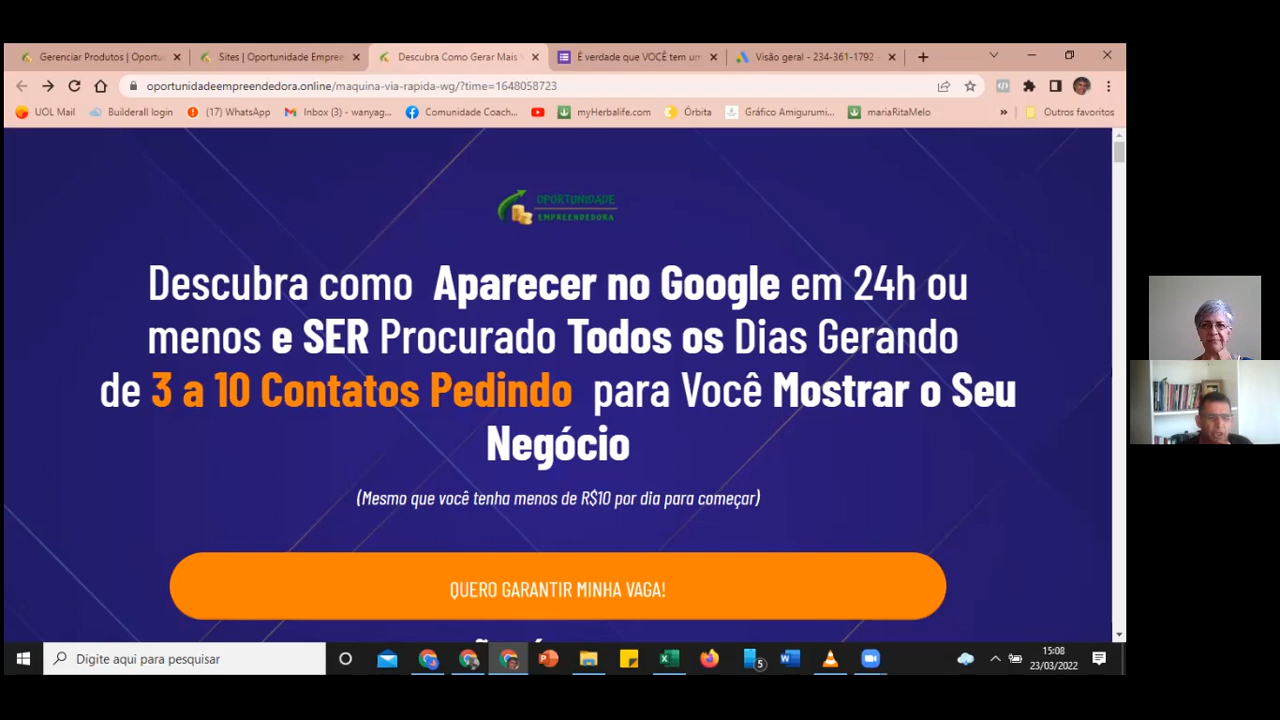 Gerenciar Produtos | Oportu
Sites | Oportunidade Empree
Descubra Como Gerar Mais
É verdade que VOCÊ tem um
Visão geral - 234-361-1792 -
oportunidadeempreendedora.online/maquina-via-rapida-wg/?time=1648058723
UOL Mail
Builderall login
(17) WhatsApp
Inbox (3) - wanyag...
Comunidade Coach...
myHerbalife.com
Órbita
Gráfico Amigurumi...
mariaRitaMelo
»
Outros favoritos
OPORTUNIDADE
EMPREENDEDORA
Descubra como Aparecer no Google em 24h ou
menos e SER Procurado Todos os Dias Gerando
de 3 a 10 Contatos Pedindo para Você Mostrar o Seu
Negócio
(Mesmo que você tenha menos de R$10 por dia para começar)
QUERO GARANTIR MINHA VAGA!
Digite aqui para pesquisar
5
15:08
23/03/2022